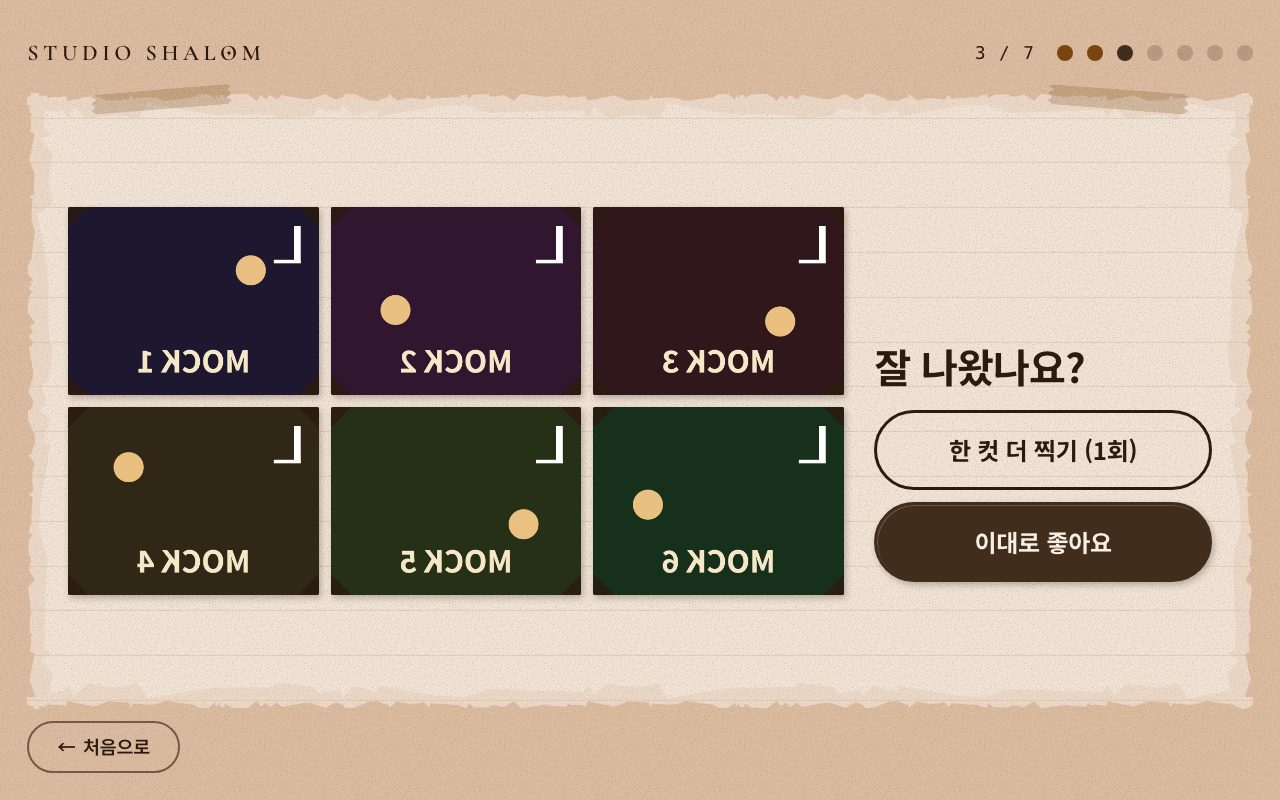 STUDIO SHALOM
3 / 7
MOCK 1
MOCK 2
MOCK 3
MOCK 4
MOCK 5
MOCK 6
잘 나왔나요?
한 컷 더 찍기 (1회)
이대로 좋아요
← 처음으로